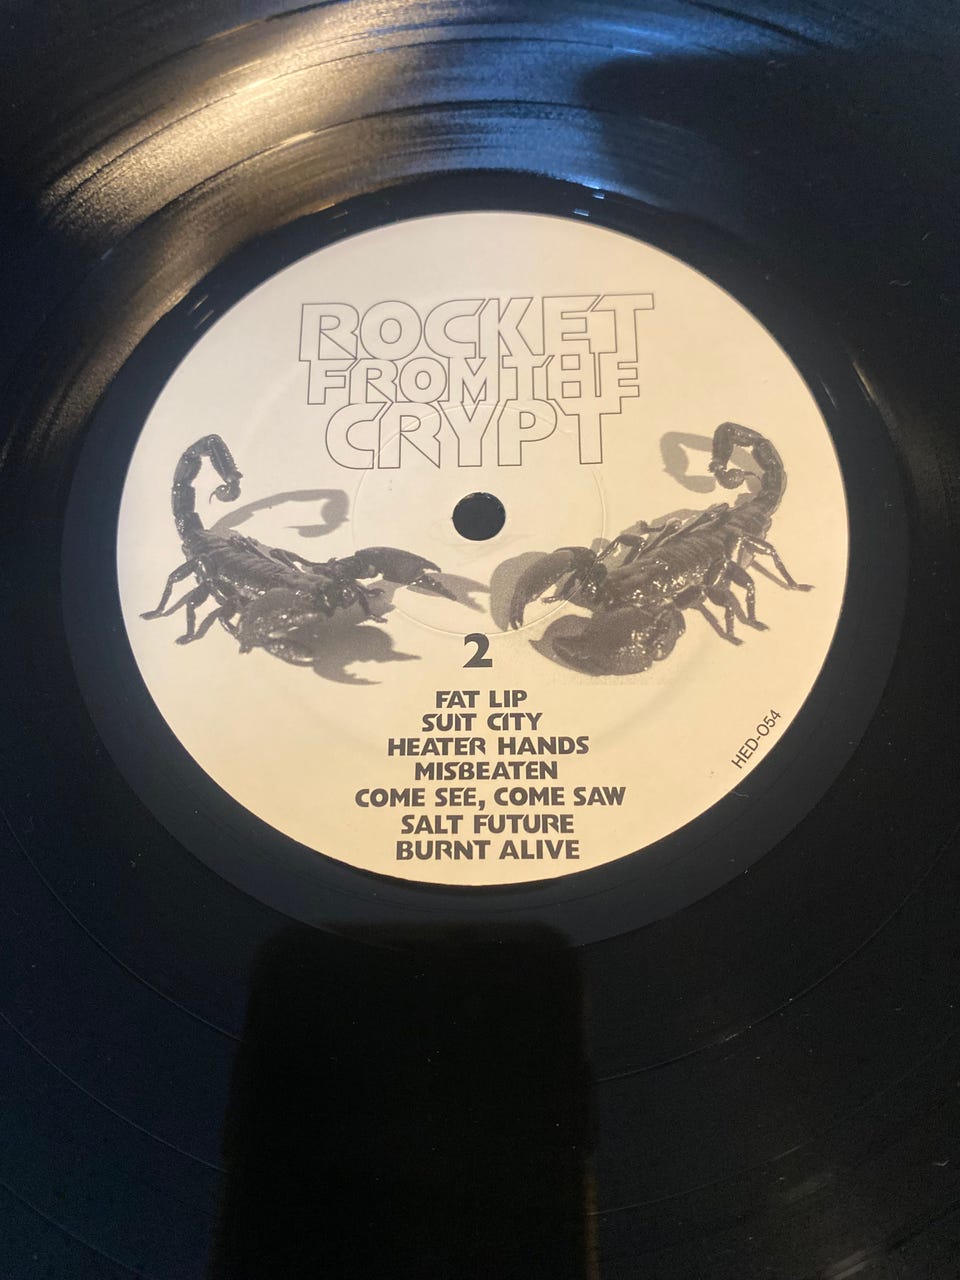 ROCKET
FROM THE
CRYPT
2
FAT LIP
SUIT CITY
HEATER HANDS
MISBEATEN
COME SEE, COME SAW
SALT FUTURE
BURNT ALIVE
HED-054